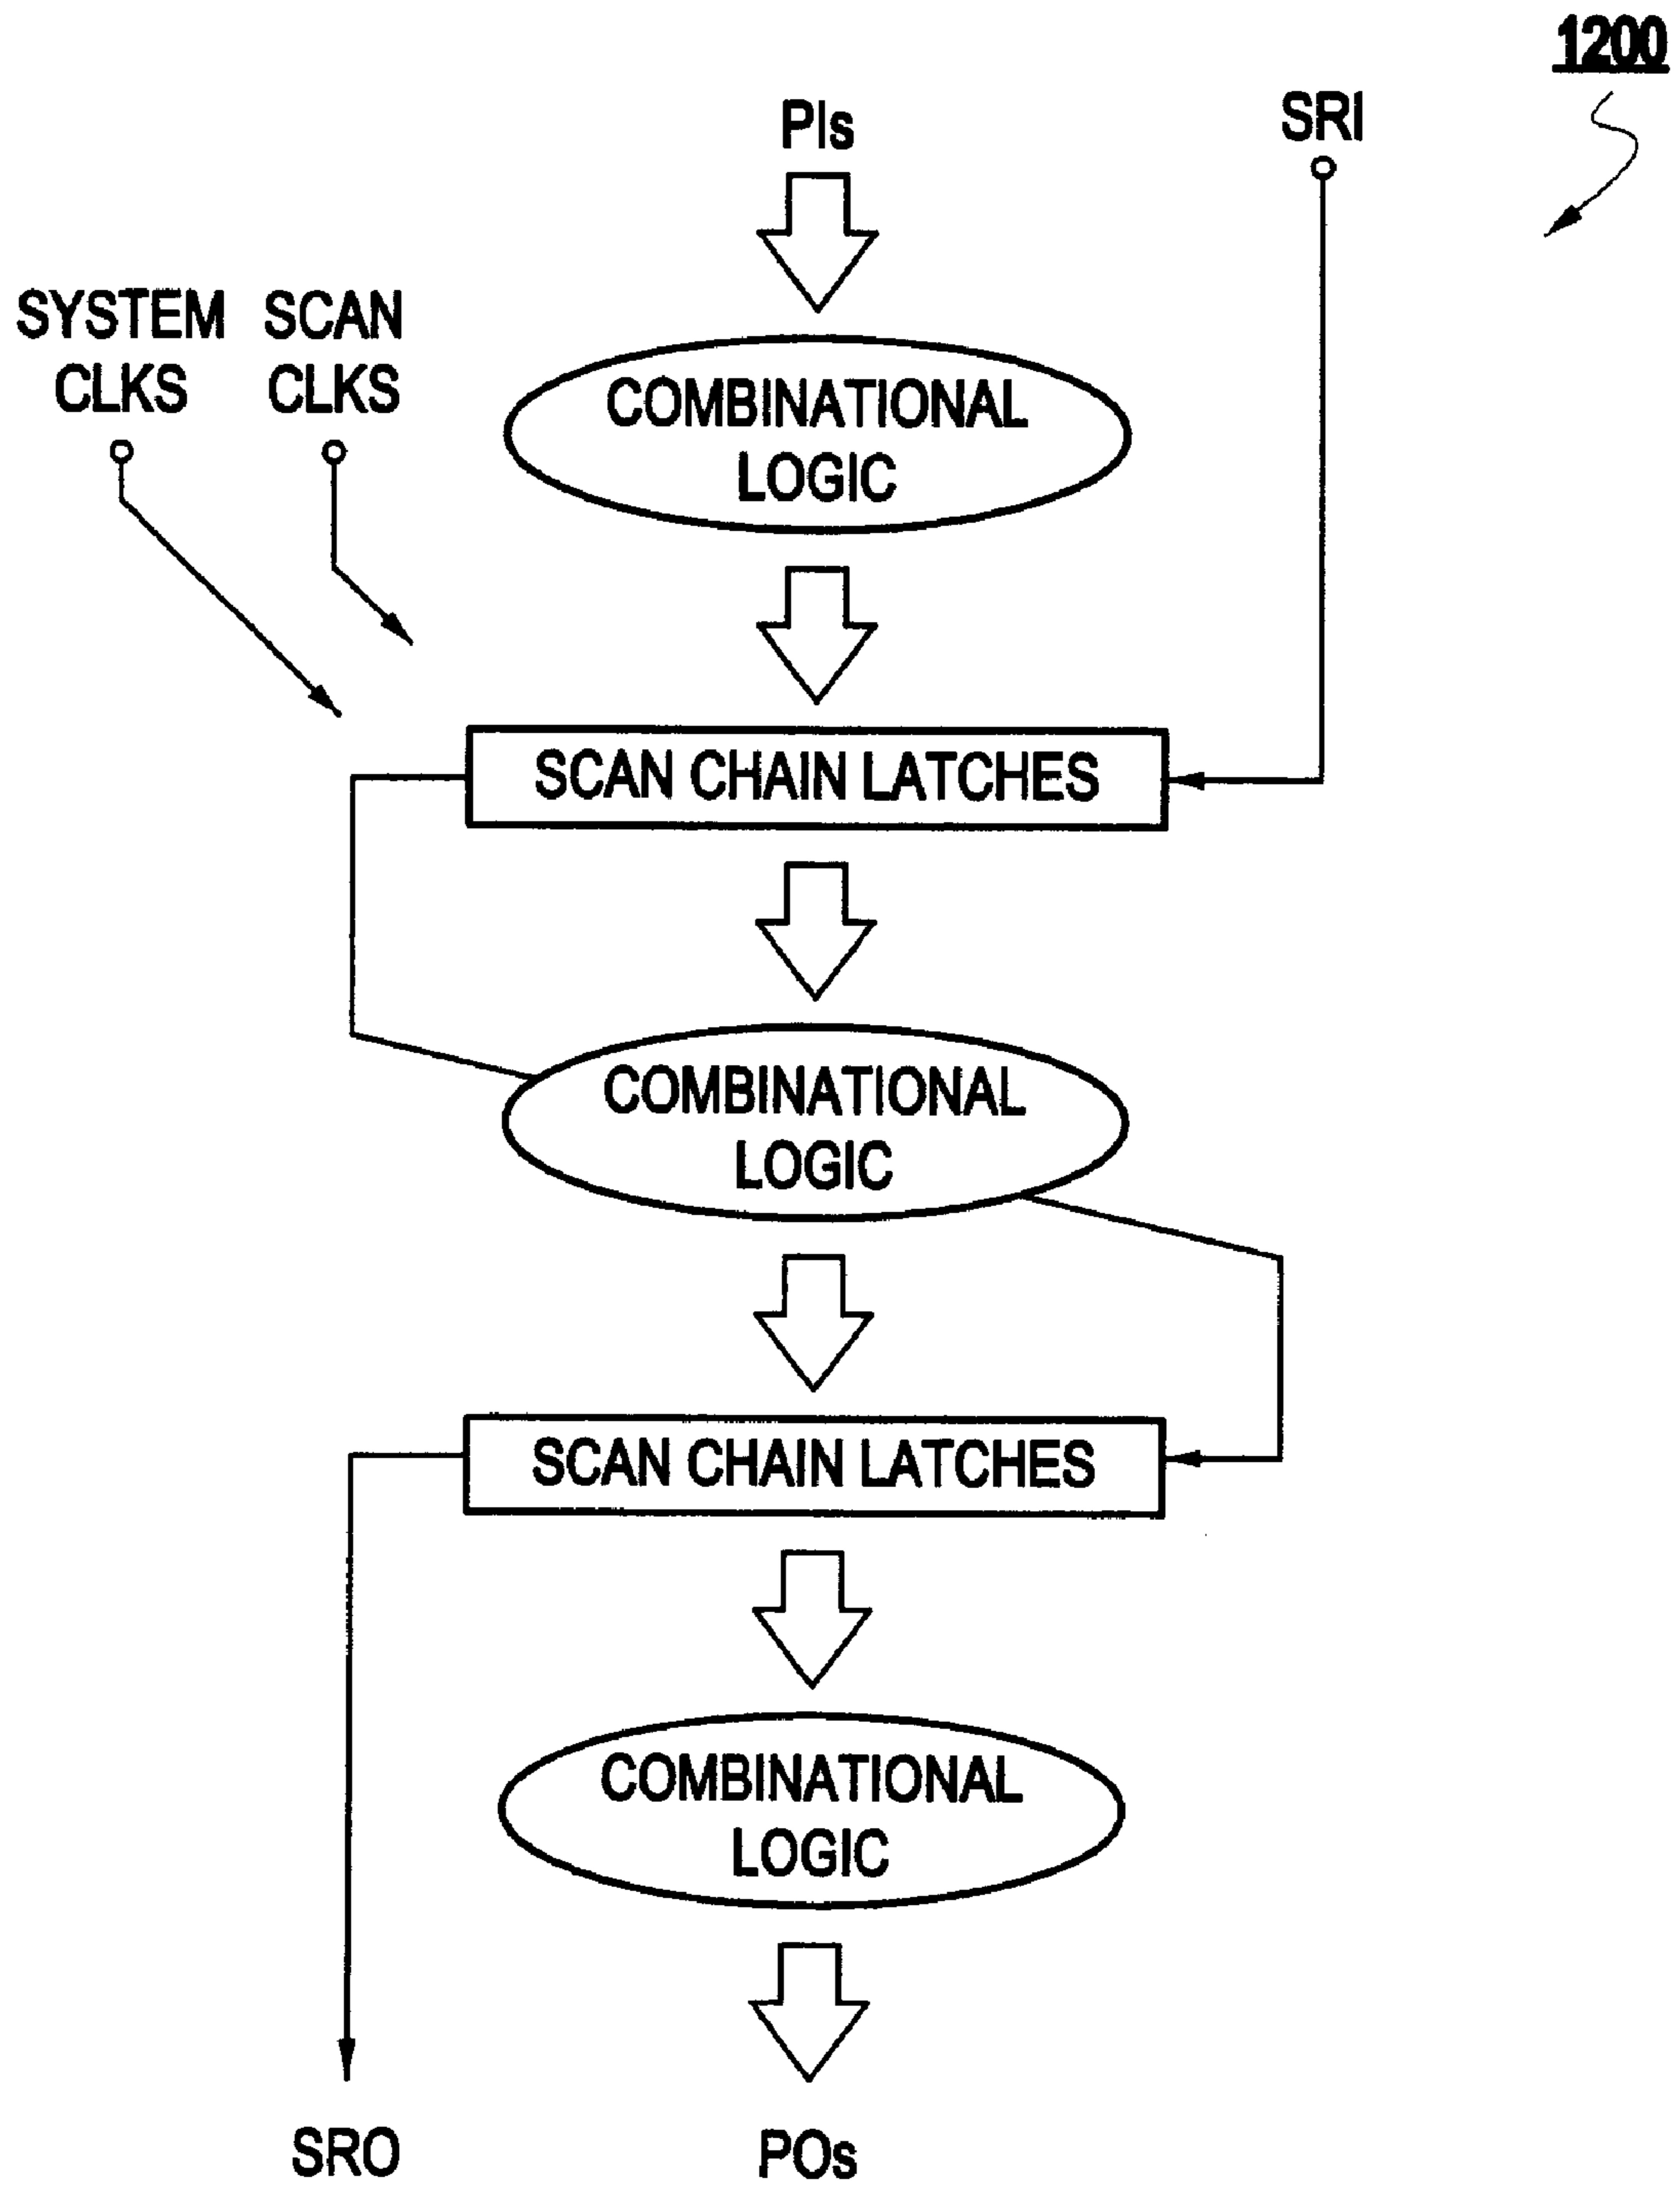 1200
PIs
SRI
SYSTEM CLKS
SCAN CLKS
COMBINATIONAL
LOGIC
SCAN CHAIN LATCHES
COMBINATIONAL
LOGIC
SCAN CHAIN LATCHES
COMBINATIONAL
LOGIC
SRO
POs